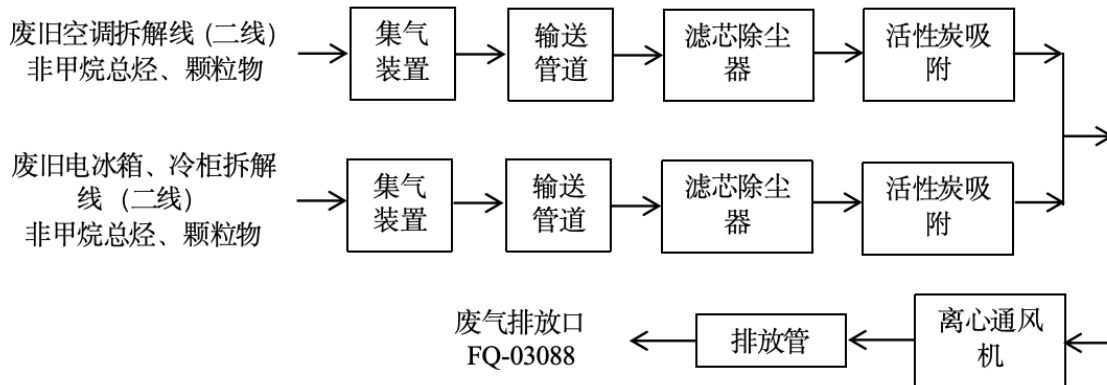 废旧空调拆解线（二线）
非甲烷总烃、颗粒物
集气
装置
输送
管道
滤芯除尘
器
活性炭吸
附
废旧电冰箱、冷柜拆解
线（二线）
非甲烷总烃、颗粒物
集气
装置
输送
管道
滤芯除尘
器
活性炭吸
附
废气排放口
FQ-03088
排放管
离心通风
机